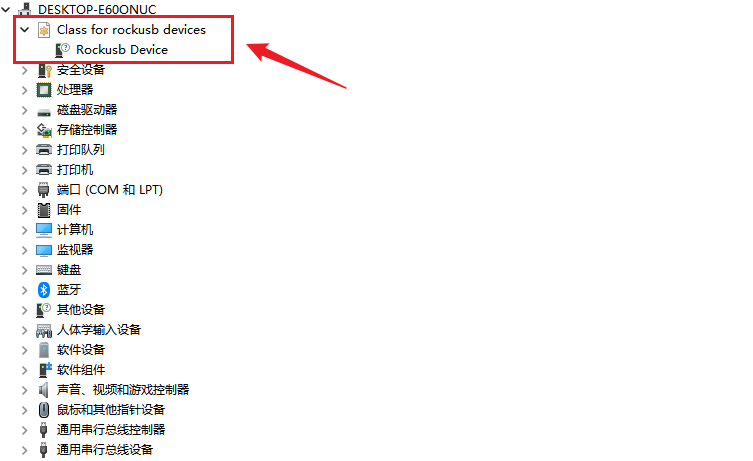 DESKTOP-E60ONUC
Class for rockusb devices
Rockusb Device
安全设备
处理器
磁盘驱动器
存储控制器
打印队列
打印机
端口 (COM 和 LPT)
固件
计算机
监视器
键盘
蓝牙
其他设备
人体学输入设备
软件设备
软件组件
声音、视频和游戏控制器
鼠标和其他指针设备
通用串行总线控制器
通用串行总线设备